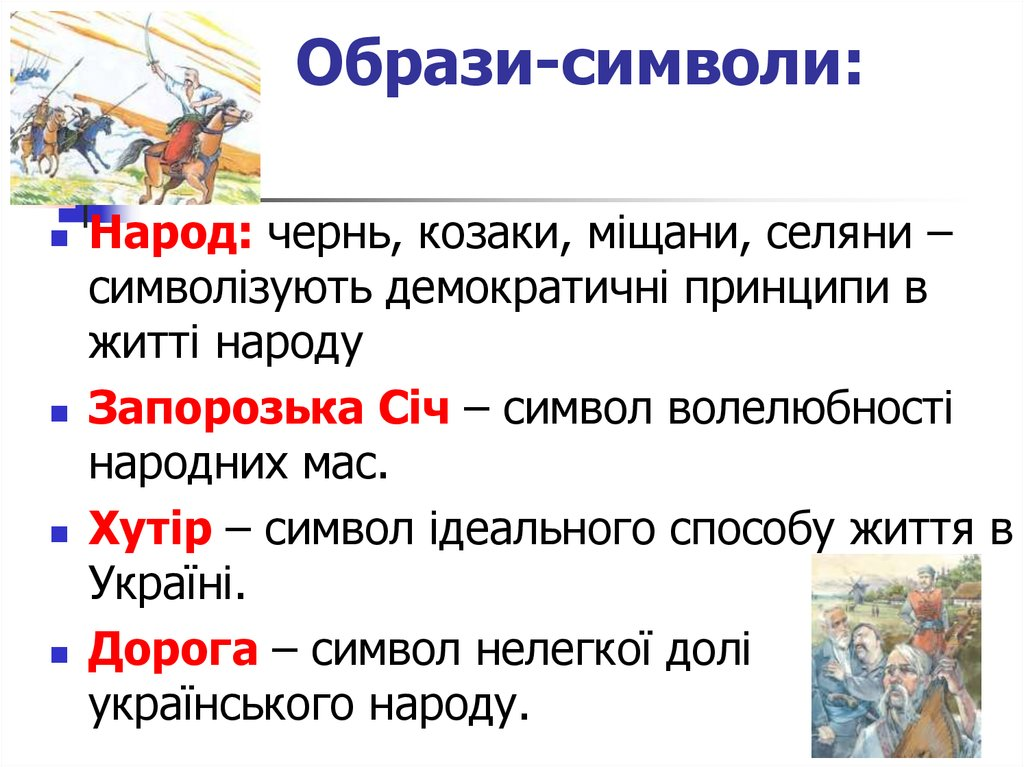 Образи-символи:
Народ: чернь, козаки, міщани, селяни –
символізують демократичні принципи в
житті народу
Запорозька Січ – символ волелюбності
народних мас.
Хутір – символ ідеального способу життя в
Україні.
Дорога – символ нелегкої долі
українського народу.